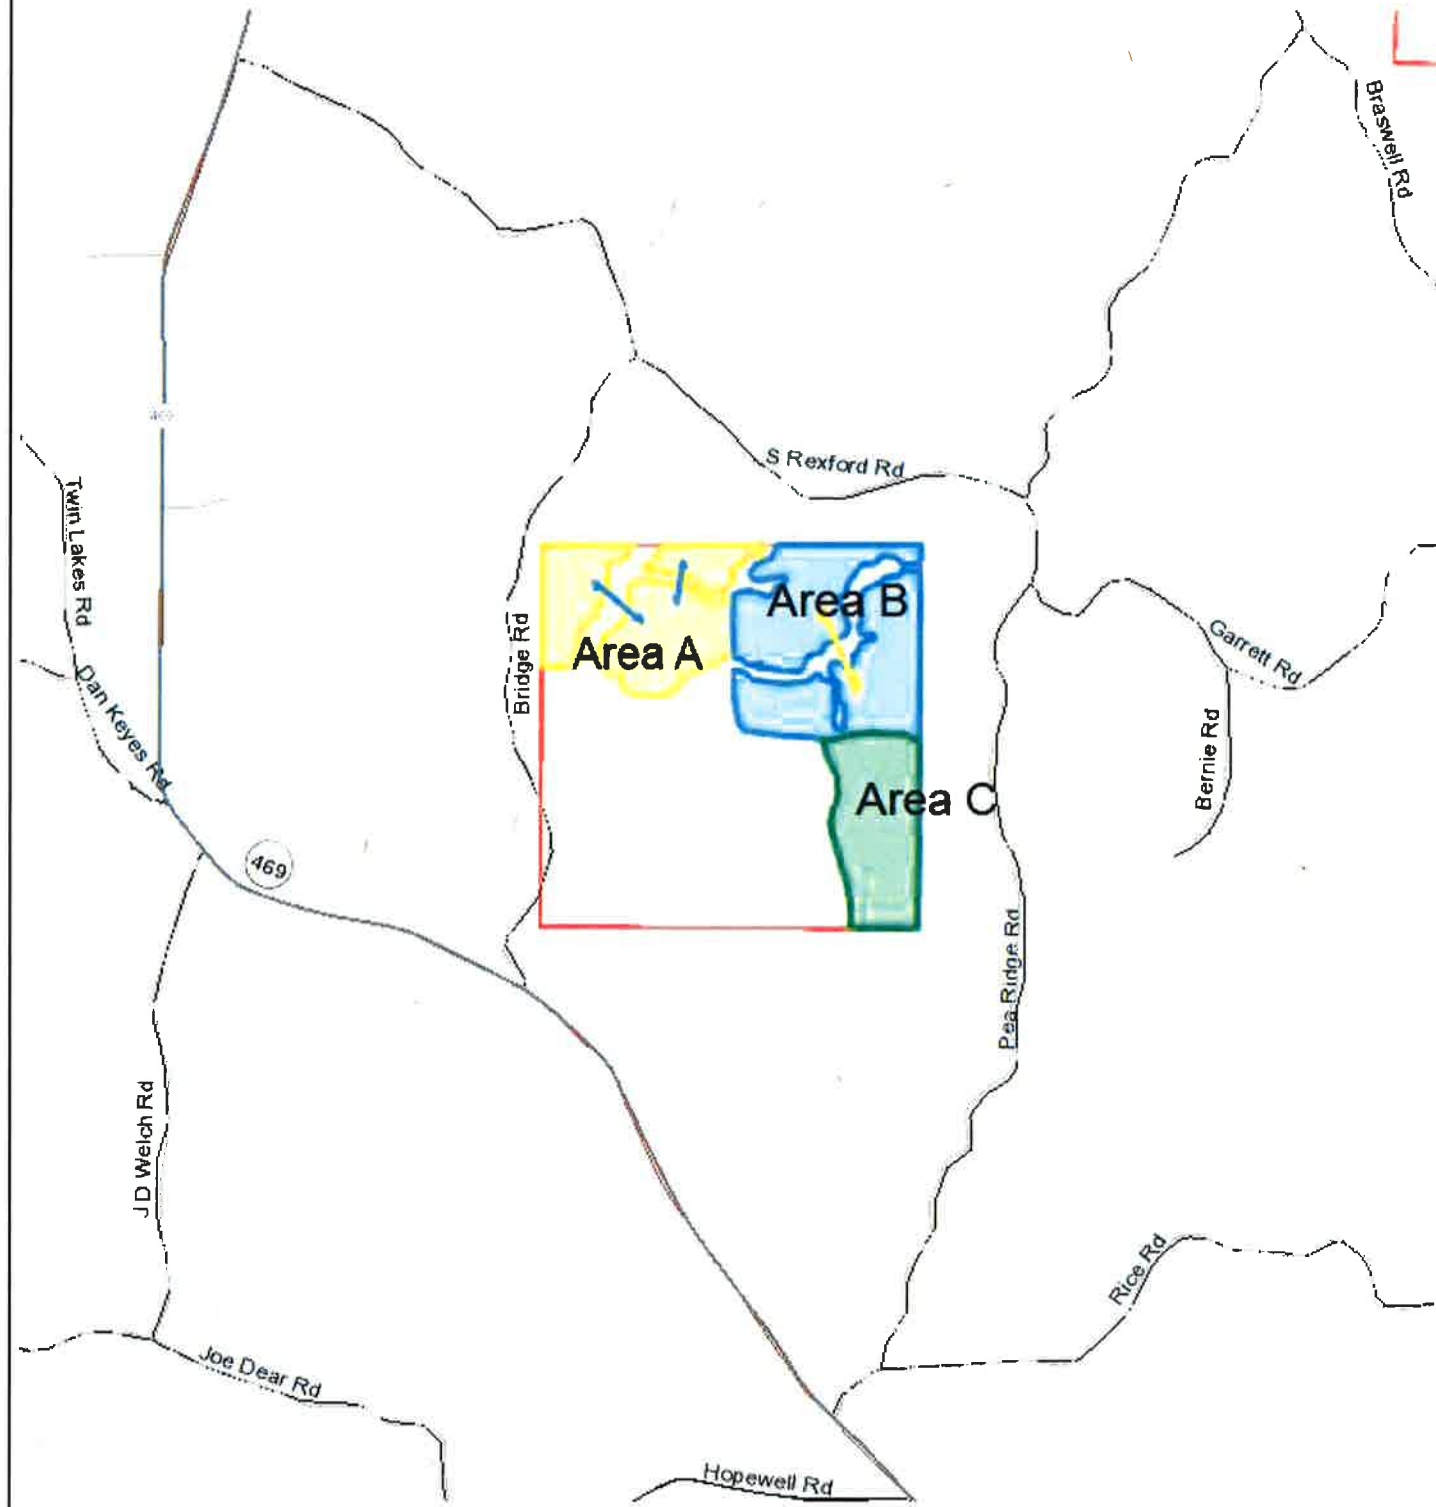 Braswell Rd
S Rexford Rd
Twin Lakes Rd
Area B
Bridge Rd
Area A
Garrett Rd
Dan Keyes Rd
Bernie Rd
Area C
469
Pea Ridge Rd
J D Welch Rd
Rice Rd
Joe Dear Rd
Hopewell Rd